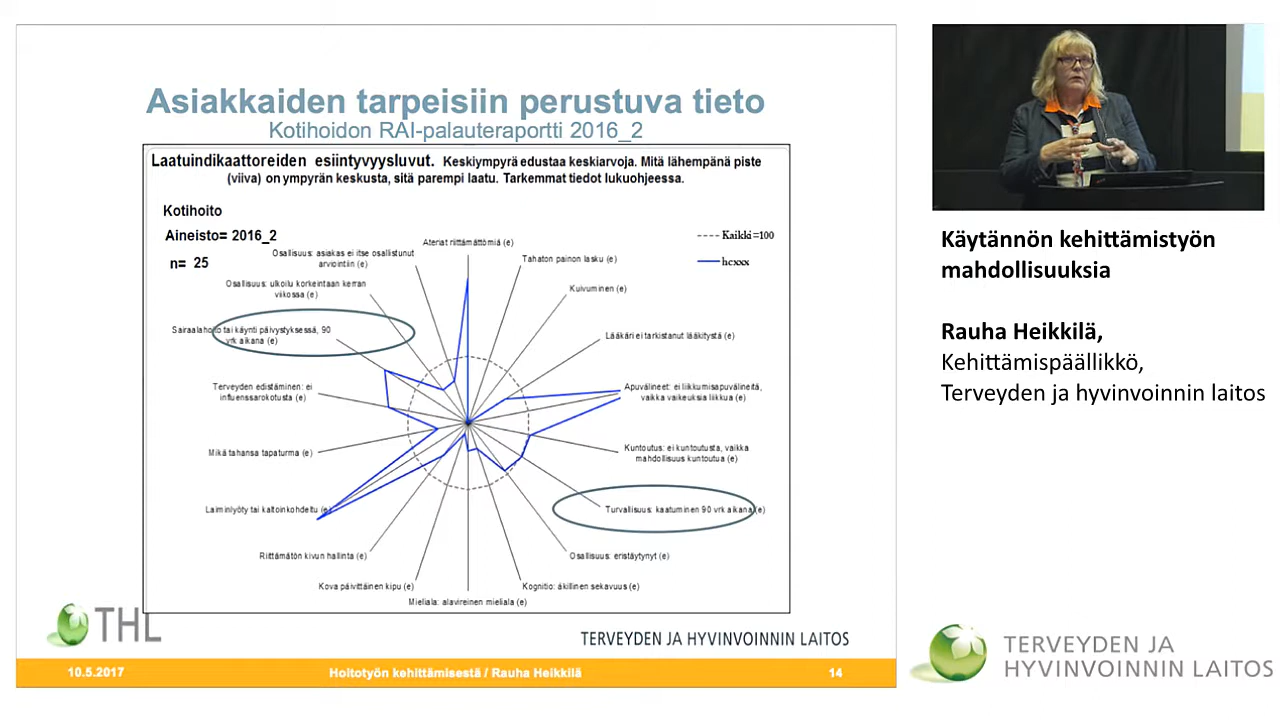 Asiakkaiden tarpeisiin perustuva tieto
Kotihoidon RAI-palauteraportti 2016_2
Laatuindikaattoreiden esiintyvyysluvut. Keskiympyrä edustaa keskiarvoja. Mitä lähempänä piste
(viiva) on ympyrän keskusta, sitä parempi laatu. Tarkemmat tiedot lukuohjeessa.
Kotihoito
Aineisto= 2016_2
n= 25
Kaikki=100
hcxxx
Ateriat riittämättömiä (e)
Tahaton painon lasku (e)
Kuivuminen (e)
Lääkäri ei tarkistanut lääkitystä (e)
Apuvälineet: ei liikkumisapuvälineitä,
vaikka vaikeuksia liikkua (e)
Kuntoutus: ei kuntoutusta, vaikka
mahdollisuus kuntoutua (e)
Turvallisuus: kaatuminen 90 vrk aikana (e)
Osallisuus: eristäytynyt (e)
Kognitio: äkillinen sekavuus (e)
Mieliala: alavireinen mieliala (e)
Kova päivittäinen kipu (e)
Riittämätön kivun hallinta (e)
Laiminlyöty tai kaltoinkohdeltu (e)
Mikä tahansa tapaturma (e)
Terveyden edistäminen: ei
influenssarokotusta (e)
Sairaalahoito tai käynti päivystyksessä, 90
vrk aikana (e)
Osallisuus: ulkoilu korkeintaan kerran
viikossa (e)
Osallisuus: asiakas ei itse osallistunut
arviointiin (e)
THL
TERVEYDEN JA HYVINVOINNIN LAITOS
10.5.2017
Hoitotyön kehittämisestä / Rauha Heikkilä
14
Käytännön kehittämistyön
mahdollisuuksia
Rauha Heikkilä,
Kehittämispäällikkö,
Terveyden ja hyvinvoinnin laitos
TERVEYDEN JA
HYVINVOINNIN LAITOS